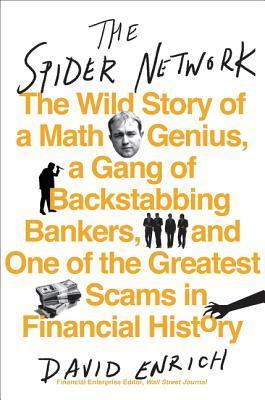 THE
SPIDER NETWORK
The Wild Story of
a Math Genius,
a Gang of
Backstabbing
Bankers, and
One of the Greatest
Scams in
Financial History
DAVID ENRICH
Financial Enterprise Editor, Wall Street Journal